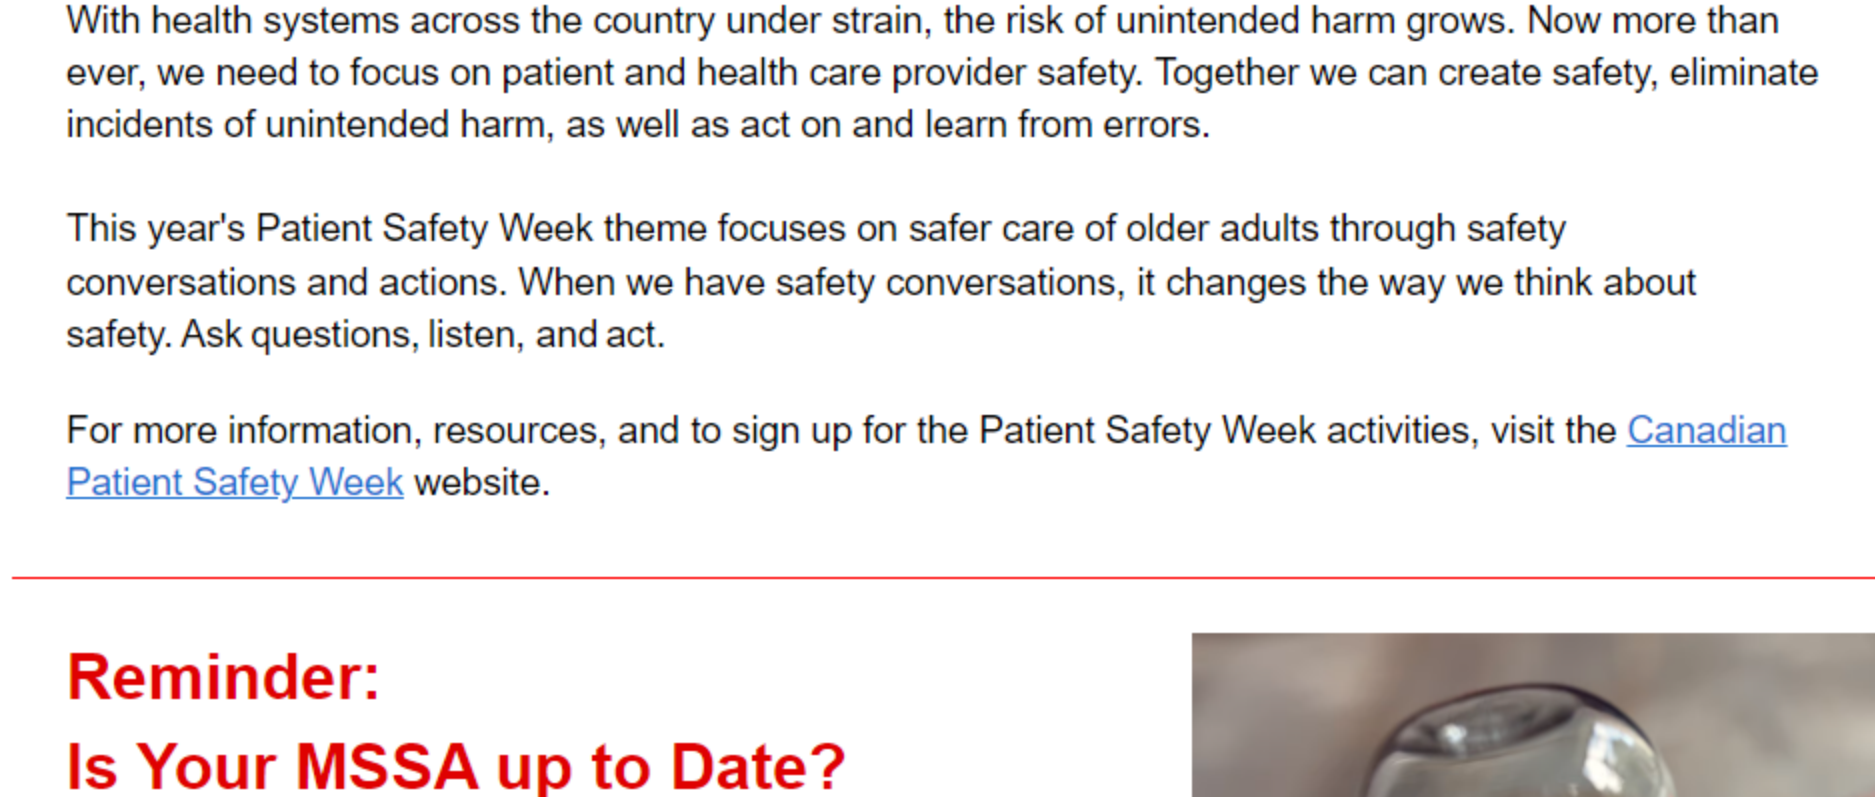 With health systems across the country under strain, the risk of unintended harm grows. Now more than
ever, we need to focus on patient and health care provider safety. Together we can create safety, eliminate
incidents of unintended harm, as well as act on and learn from errors.
This year's Patient Safety Week theme focuses on safer care of older adults through safety
conversations and actions. When we have safety conversations, it changes the way we think about
safety. Ask questions, listen, and act.
For more information, resources, and to sign up for the Patient Safety Week activities, visit the Canadian
Patient Safety Week website.
Reminder:
Is Your MSSA up to Date?